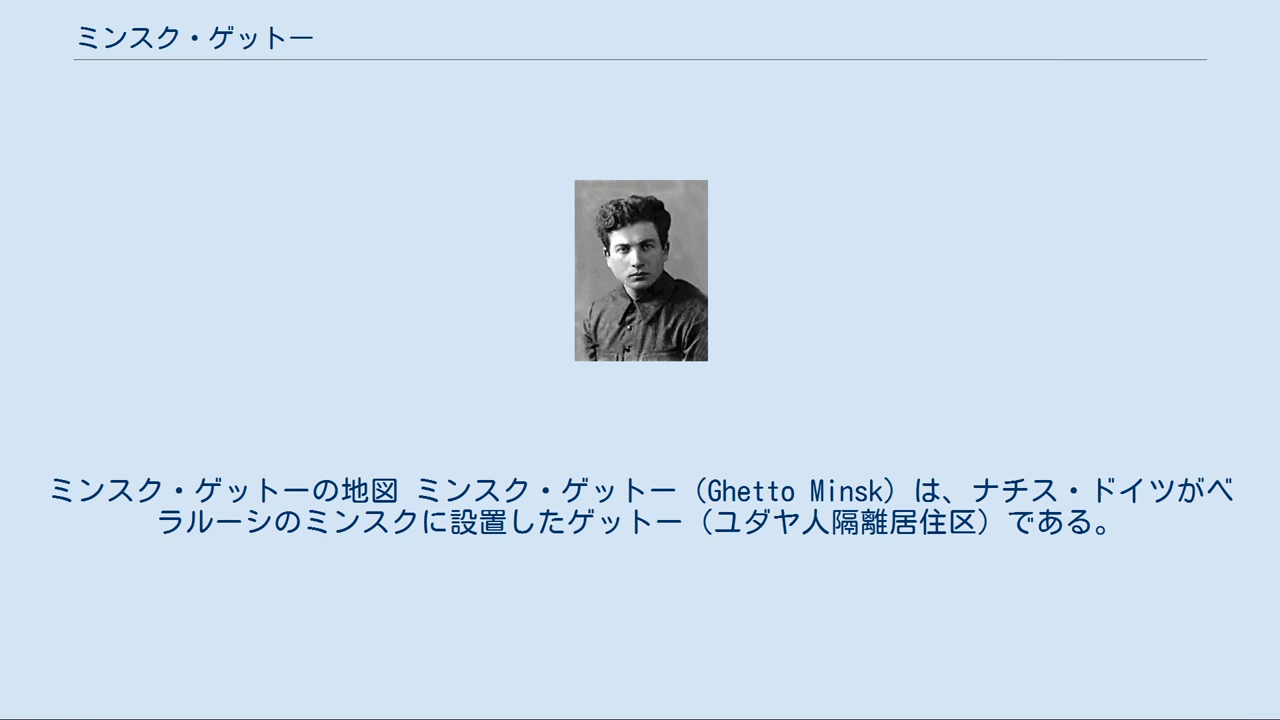 ミンスク・ゲットー
ミンスク・ゲットーの地図 ミンスク・ゲットー（Ghetto Minsk）は、ナチス・ドイツがベ
ラルーシのミンスクに設置したゲットー（ユダヤ人隔離居住区）である。